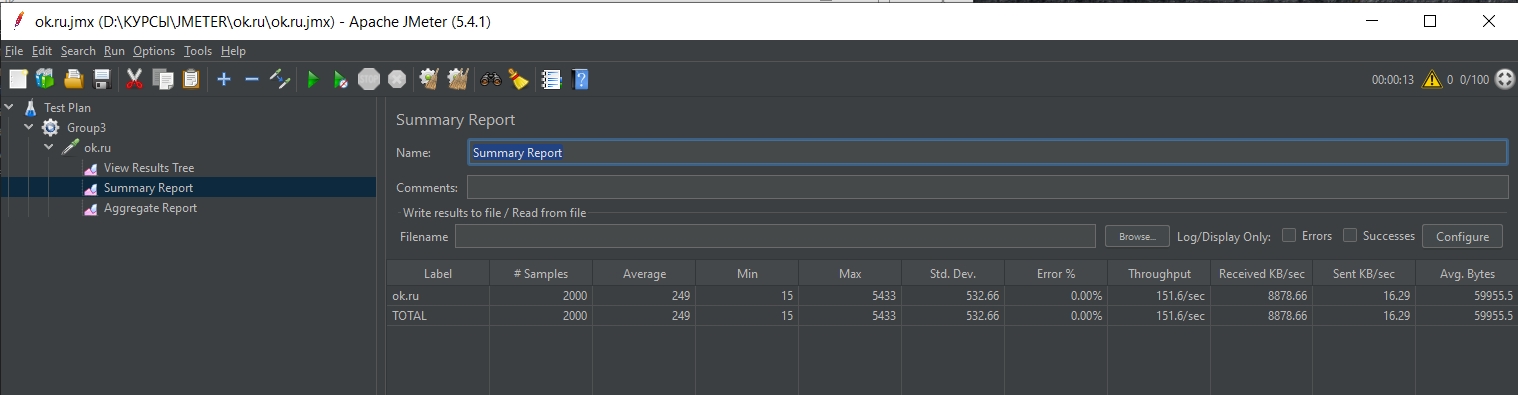 ok.ru.jmx (D:\КУРСЫ\JMETER\ok.ru\ok.ru.jmx) - Apache JMeter (5.4.1)
File Edit Search Run Options Tools Help
00:00:13 0 0/100
Test Plan
Group3
ok.ru
View Results Tree
Summary Report
Aggregate Report
Summary Report
Name: Summary Report
Comments:
Write results to file / Read from file
Filename Browse... Log/Display Only: Errors Successes Configure
Label # Samples Average Min Max Std. Dev. Error % Throughput Received KB/sec Sent KB/sec Avg. Bytes
ok.ru 2000 249 15 5433 532.66 0.00% 151.6/sec 8878.66 16.29 59955.5
TOTAL 2000 249 15 5433 532.66 0.00% 151.6/sec 8878.66 16.29 59955.5